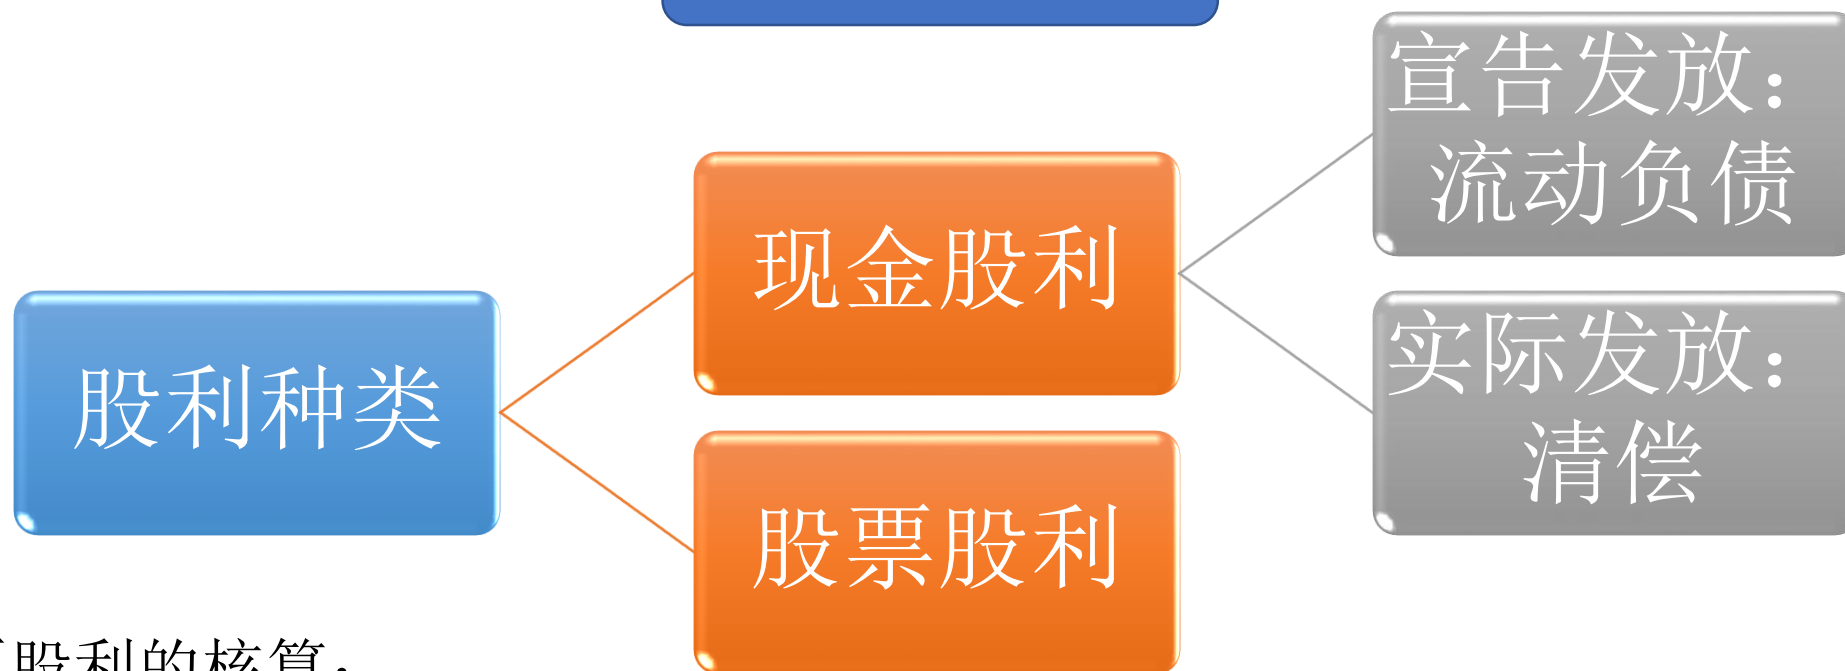 宣告发放：
流动负债
现金股利
实际发放：
清偿
股利种类
股票股利
股利的核算：